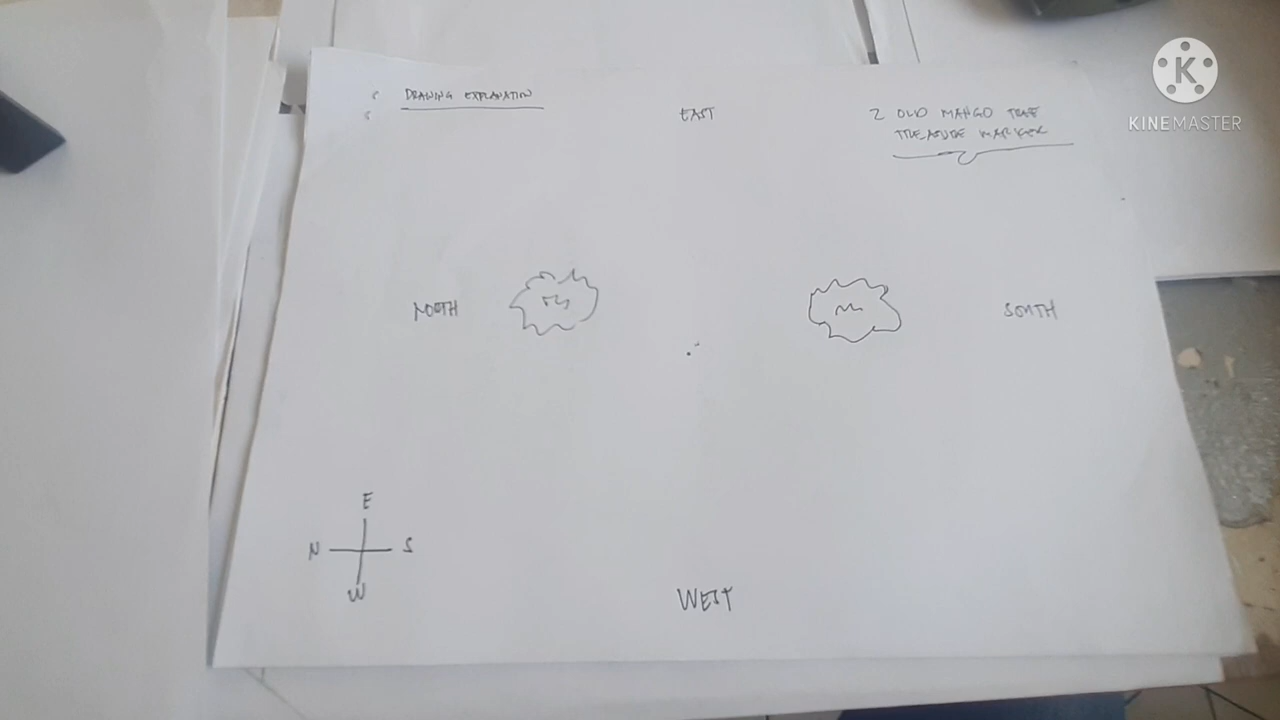 DRAWING EXPLANATION
EAST
2 OLD MANGO TREE
TREASURE MARKER
KINEMASTER
NORTH
M
M
SOUTH
E
N S
W
WEST